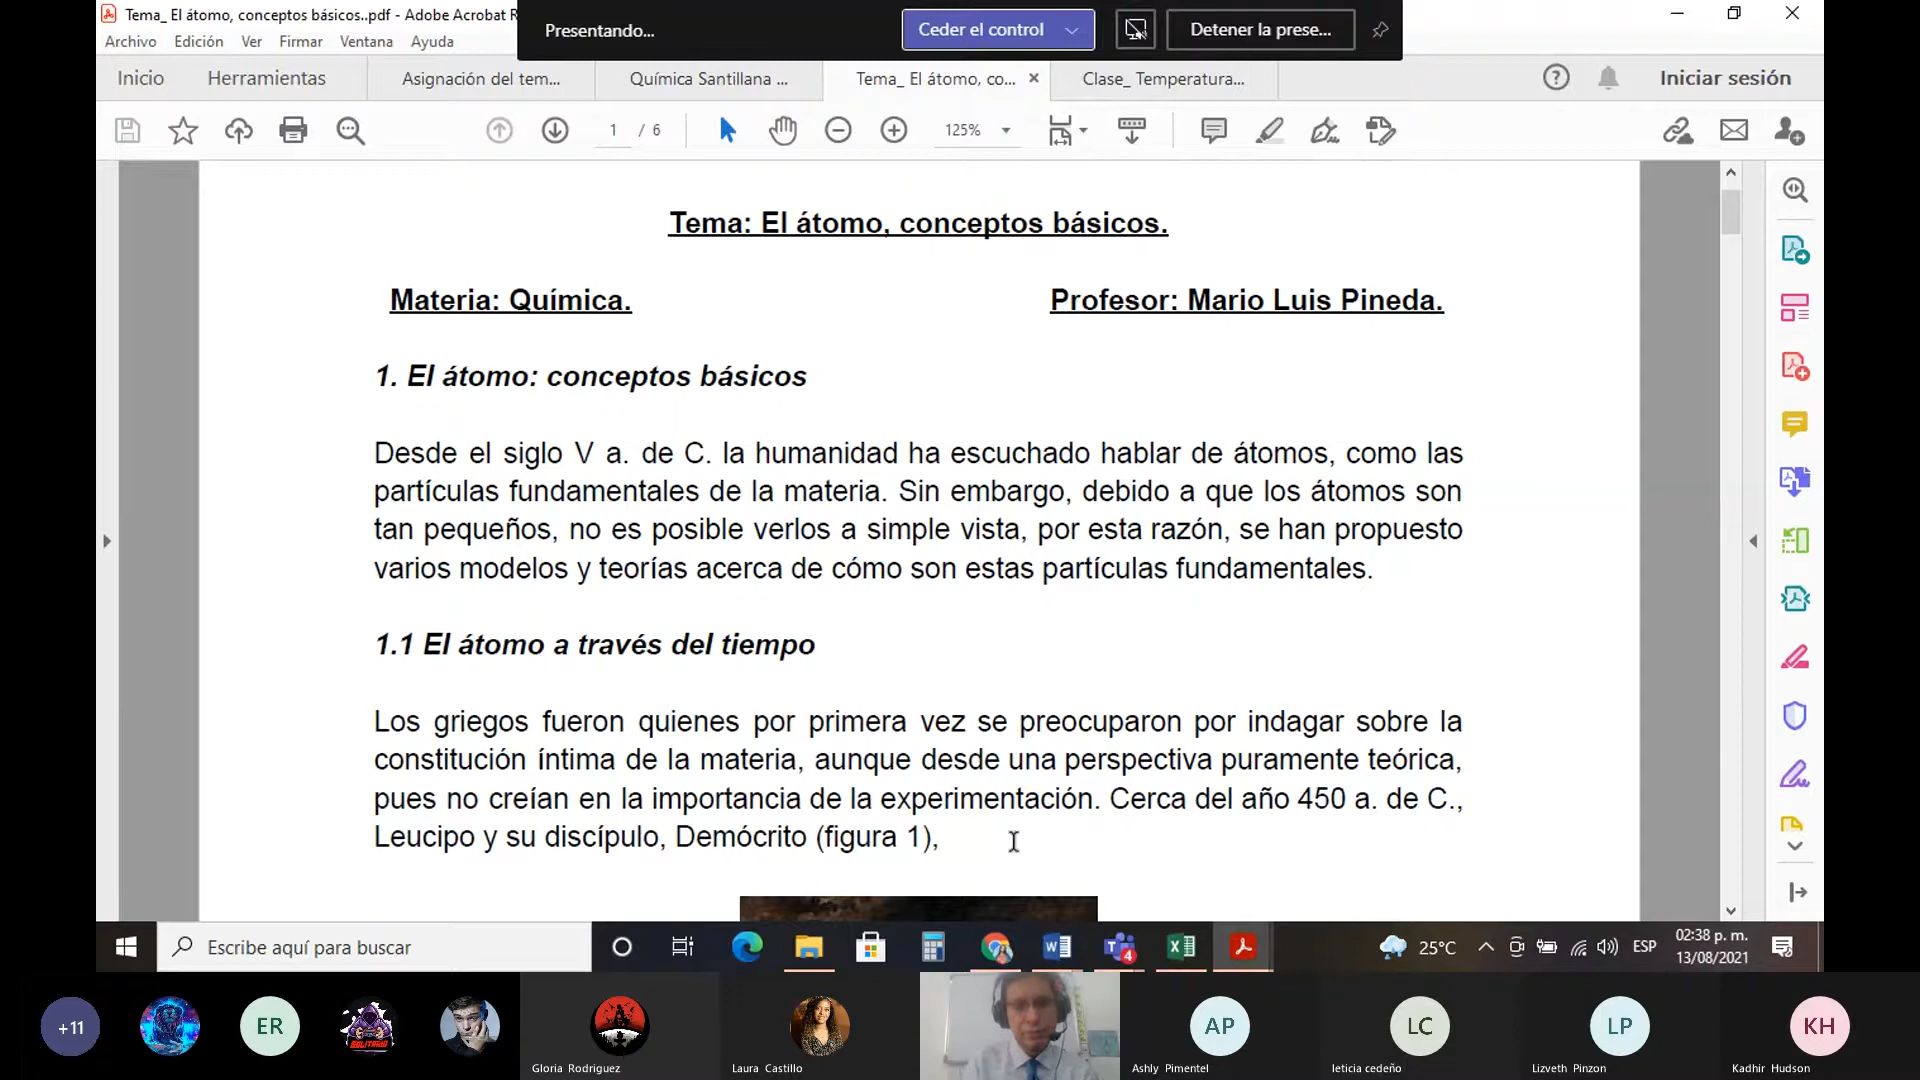 Tema_ El átomo, conceptos básicos..pdf - Adobe Acrobat R
Presentando...
Ceder el control
Detener la prese...
Archivo Edición Ver Firmar Ventana Ayuda
Inicio Herramientas Asignación del tem... Química Santillana ... Tema_ El átomo, co... Clase_ Temperatura... Iniciar sesión
1 / 6 125%
Tema: El átomo, conceptos básicos.
Materia: Química. Profesor: Mario Luis Pineda.
1. El átomo: conceptos básicos
Desde el siglo V a. de C. la humanidad ha escuchado hablar de átomos, como las
partículas fundamentales de la materia. Sin embargo, debido a que los átomos son
tan pequeños, no es posible verlos a simple vista, por esta razón, se han propuesto
varios modelos y teorías acerca de cómo son estas partículas fundamentales.
1.1 El átomo a través del tiempo
Los griegos fueron quienes por primera vez se preocuparon por indagar sobre la
constitución íntima de la materia, aunque desde una perspectiva puramente teórica,
pues no creían en la importancia de la experimentación. Cerca del año 450 a. de C.,
Leucipo y su discípulo, Demócrito (figura 1),
Escribe aquí para buscar
4
25°C
ESP
02:38 p. m.
13/08/2021
+11 ER SOLITARIO AP LC LP KH
Gloria Rodriguez Laura Castillo Ashly Pimentel leticia cedeño Lizveth Pinzon Kadhir Hudson